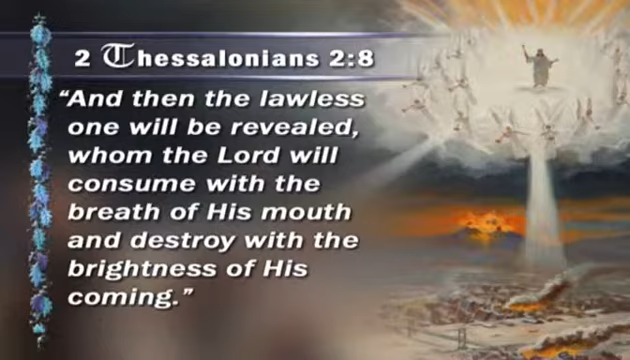 2 Thessalonians 2:8
“And then the lawless
one will be revealed,
whom the Lord will
consume with the
breath of His mouth
and destroy with the
brightness of His
coming.”